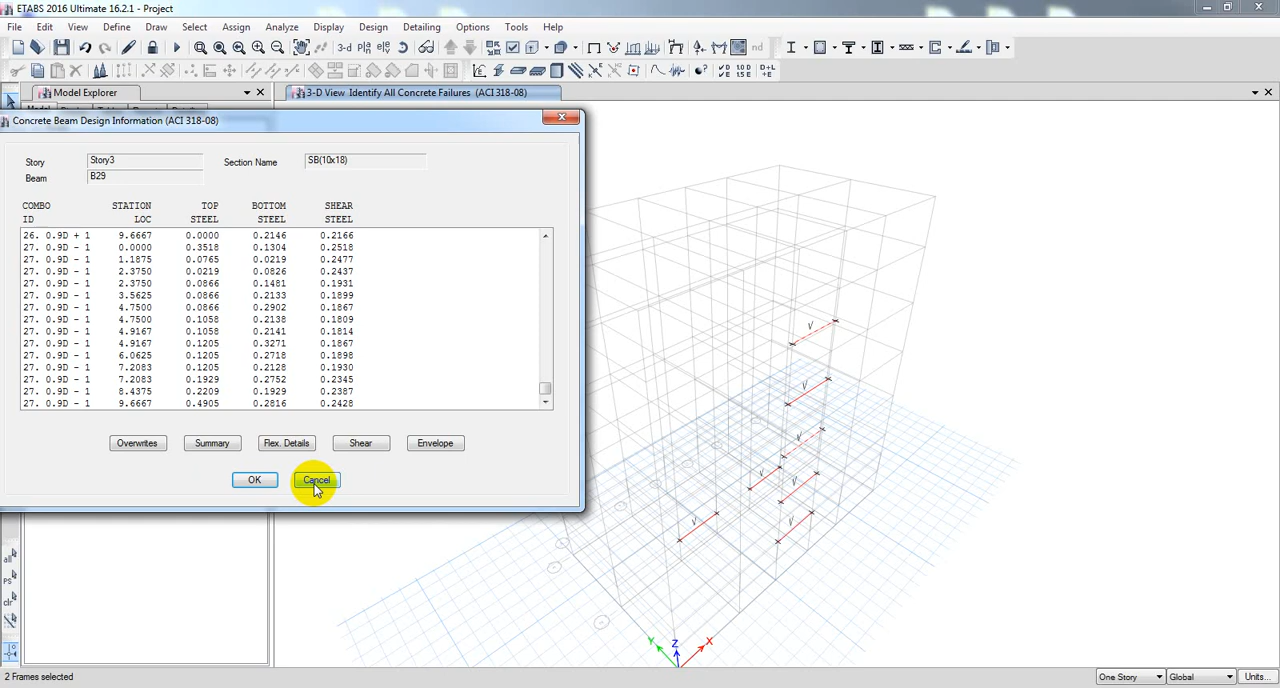 ETABS 2016 Ultimate 16.2.1 - Project
File Edit View Define Draw Select Assign Analyze Display Design Detailing Options Tools Help
3-d
nd
Model Explorer
3-D View Identify All Concrete Failures (ACI 318-08)
Concrete Beam Design Information (ACI 318-08)
Story Story3 Section Name SB(10x18)
Beam B29
COMBO STATION TOP BOTTOM SHEAR
ID LOC STEEL STEEL STEEL
26. 0.9D + 1 9.6667 0.0000 0.2146 0.2166
27. 0.9D - 1 0.0000 0.3518 0.1304 0.2518
27. 0.9D - 1 1.1875 0.0765 0.0219 0.2477
27. 0.9D - 1 2.3750 0.0219 0.0826 0.2437
27. 0.9D - 1 2.3750 0.0866 0.1481 0.1931
27. 0.9D - 1 3.5625 0.0866 0.2133 0.1899
27. 0.9D - 1 4.7500 0.0866 0.2902 0.1867
27. 0.9D - 1 4.7500 0.1058 0.2138 0.1809
27. 0.9D - 1 4.9167 0.1058 0.2141 0.1814
27. 0.9D - 1 4.9167 0.1205 0.3271 0.1867
27. 0.9D - 1 6.0625 0.1205 0.2718 0.1898
27. 0.9D - 1 7.2083 0.1205 0.2128 0.1930
27. 0.9D - 1 7.2083 0.1929 0.2752 0.2345
27. 0.9D - 1 8.4375 0.2209 0.1929 0.2387
27. 0.9D - 1 9.6667 0.4905 0.2816 0.2428
Overwrites Summary Flex. Details Shear Envelope
OK Cancel
V
V
V
V
V
V
V
all
PS
clr
Y Z X
2 Frames selected
One Story Global Units...